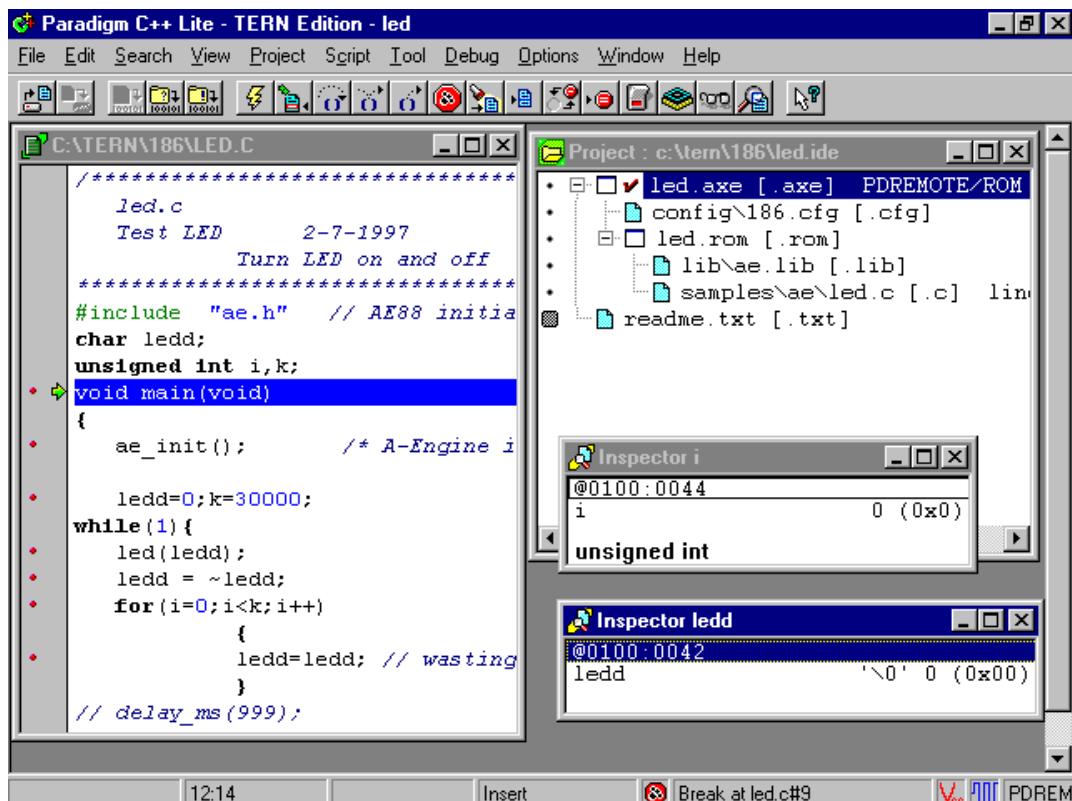 Paradigm C++ Lite - TERN Edition - led
File Edit Search View Project Script Tool Debug Options Window Help
C:\TERN\186\LED.C
/********************************
led.c
Test LED 2-7-1997
Turn LED on and off
********************************
#include "ae.h" // AE88 initia
char ledd;
unsigned int i,k;
void main(void)
{
ae_init(); /* A-Engine i
ledd=0;k=30000;
while(1){
led(ledd);
ledd = ~ledd;
for(i=0;i<k;i++)
{
ledd=ledd; // wasting
}
// delay_ms(999);
Project : c:\tern\186\led.ide
led.axe [.axe] PDREMOTE/ROM
config\186.cfg [.cfg]
led.rom [.rom]
lib\ae.lib [.lib]
samples\ae\led.c [.c] lin
readme.txt [.txt]
Inspector i
@0100:0044
i 0 (0x0)
unsigned int
Inspector ledd
@0100:0042
ledd '\0' 0 (0x00)
12:14 Insert Break at led.c#9 Vcc PDREM